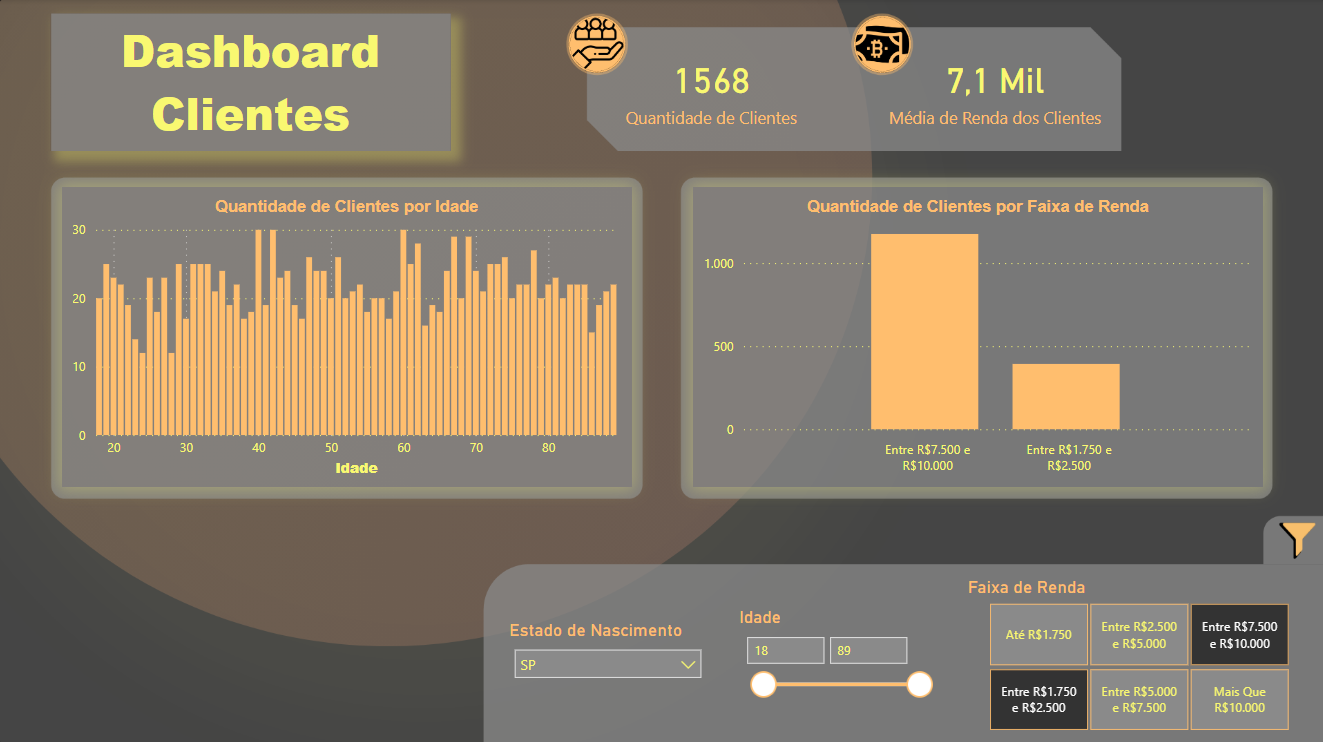 Dashboard
Clientes
1568
Quantidade de Clientes
7,1 Mil
Média de Renda dos Clientes
Quantidade de Clientes por Idade
30
20
10
0
20 30 40 50 60 70 80
Idade
Quantidade de Clientes por Faixa de Renda
1.000
500
0
Entre R$7.500 e
R$10.000
Entre R$1.750 e
R$2.500
Estado de Nascimento
SP
Idade
18 89
Faixa de Renda
Até R$1.750
Entre R$2.500
e R$5.000
Entre R$7.500
e R$10.000
Entre R$1.750
e R$2.500
Entre R$5.000
e R$7.500
Mais Que
R$10.000